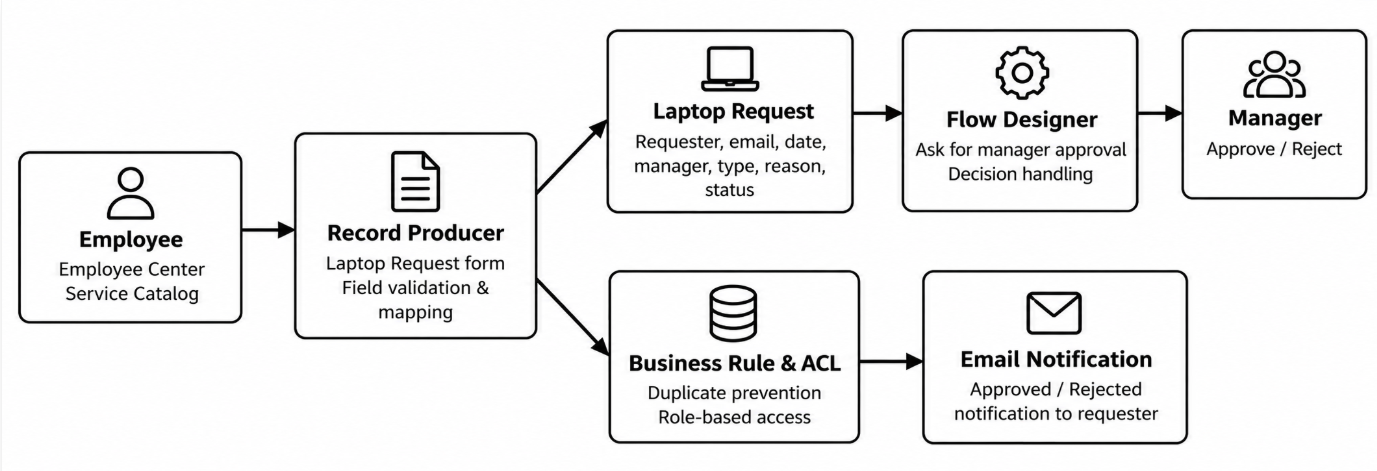 Employee
Employee Center
Service Catalog
Record Producer
Laptop Request form
Field validation &
mapping
Laptop Request
Requester, email, date,
manager, type, reason,
status
Flow Designer
Ask for manager approval
Decision handling
Manager
Approve / Reject
Business Rule & ACL
Duplicate prevention
Role-based access
Email Notification
Approved / Rejected
notification to requester